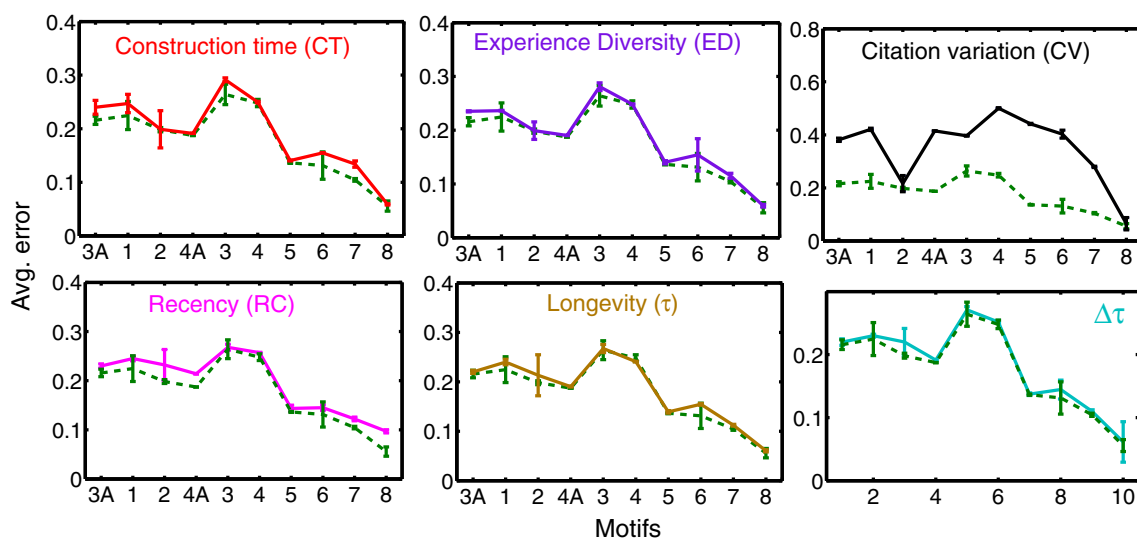 Construction time (CT)
0.4
0.3
0.2
0.1
0
3A 1 2 4A 3 4 5 6 7 8
Experience Diversity (ED)
0.4
0.3
0.2
0.1
0
3A 1 2 4A 3 4 5 6 7 8
Citation variation (CV)
0.8
0.6
0.4
0.2
0
3A 1 2 4A 3 4 5 6 7 8
Avg. error
Recency (RC)
0.4
0.3
0.2
0.1
0
3A 1 2 4A 3 4 5 6 7 8
Longevity (τ)
0.4
0.3
0.2
0.1
0
3A 1 2 4A 3 4 5 6 7 8
Δτ
0.2
0
2 4 6 8 10
Motifs